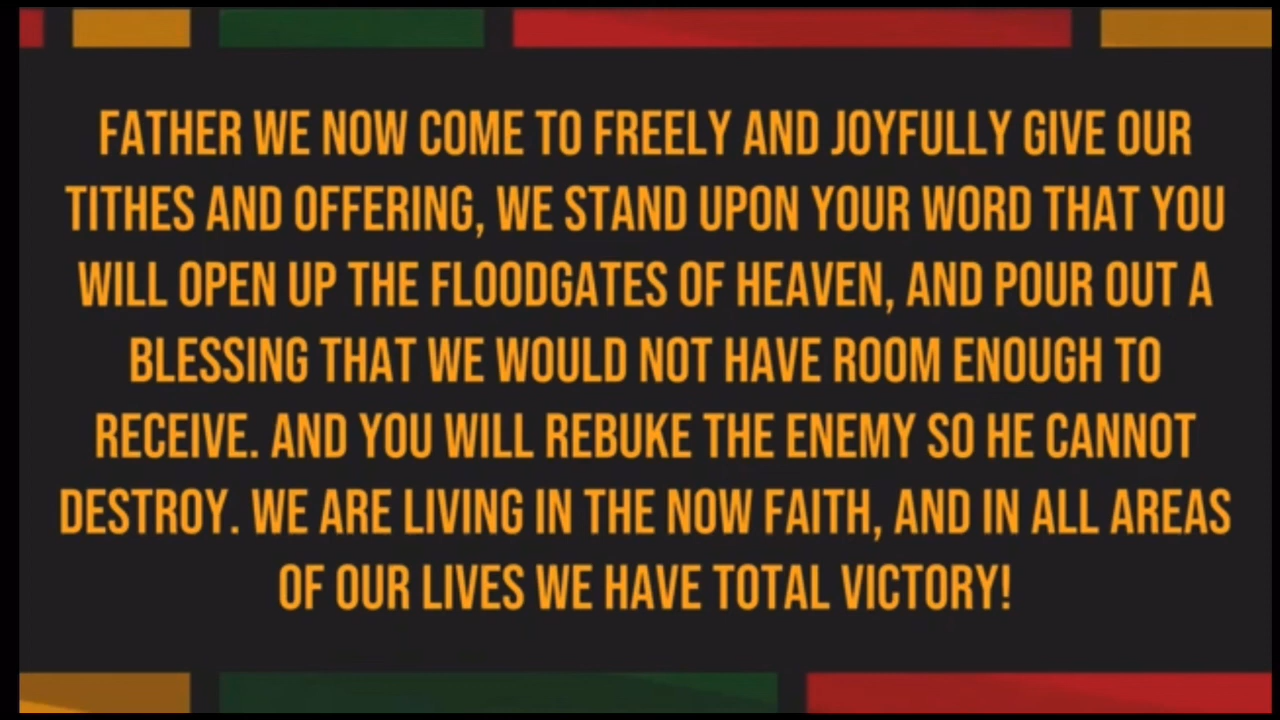 FATHER WE NOW COME TO FREELY AND JOYFULLY GIVE OUR
TITHES AND OFFERING, WE STAND UPON YOUR WORD THAT YOU
WILL OPEN UP THE FLOODGATES OF HEAVEN, AND POUR OUT A
BLESSING THAT WE WOULD NOT HAVE ROOM ENOUGH TO
RECEIVE. AND YOU WILL REBUKE THE ENEMY SO HE CANNOT
DESTROY. WE ARE LIVING IN THE NOW FAITH, AND IN ALL AREAS
OF OUR LIVES WE HAVE TOTAL VICTORY!